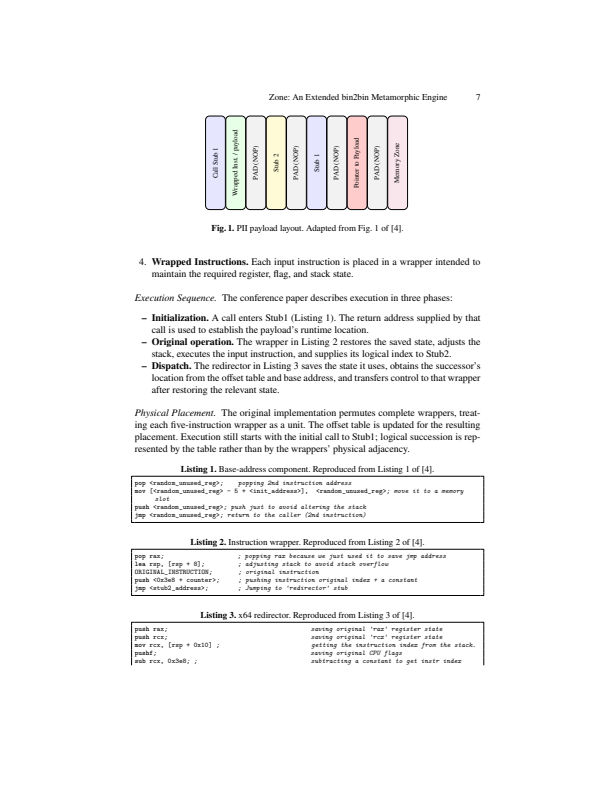 Zone: An Extended bin2bin Metamorphic Engine 7
Call Stub 1
Wrapped Inst. / payload
PAD (NOP)
Stub 2
PAD (NOP)
Stub 1
PAD (NOP)
Pointer to Payload
PAD (NOP)
Memory Zone
Fig. 1. PII payload layout. Adapted from Fig. 1 of [4].
4. Wrapped Instructions. Each input instruction is placed in a wrapper intended to
maintain the required register, flag, and stack state.
Execution Sequence. The conference paper describes execution in three phases:
– Initialization. A call enters Stub1 (Listing 1). The return address supplied by that
call is used to establish the payload's runtime location.
– Original operation. The wrapper in Listing 2 restores the saved state, adjusts the
stack, executes the input instruction, and supplies its logical index to Stub2.
– Dispatch. The redirector in Listing 3 saves the state it uses, obtains the successor's
location from the offset table and base address, and transfers control to that wrapper
after restoring the relevant state.
Physical Placement. The original implementation permutes complete wrappers, treat-
ing each five-instruction wrapper as a unit. The offset table is updated for the resulting
placement. Execution still starts with the initial call to Stub1; logical succession is rep-
resented by the table rather than by the wrappers' physical adjacency.
Listing 1. Base-address component. Reproduced from Listing 1 of [4].
pop <random_unused_reg>; popping 2nd instruction address
mov [<random_unused_reg> - 5 + <init_address>], <random_unused_reg>; move it to a memory
slot
push <random_unused_reg>; push just to avoid altering the stack
jmp <random_unused_reg>; return to the caller (2nd instruction)
Listing 2. Instruction wrapper. Reproduced from Listing 2 of [4].
pop rax; ; popping rax because we just used it to save jmp address
lea rsp, [rsp + 8]; ; adjusting stack to avoid stack overflow
ORIGINAL_INSTRUCTION; ; original instruction
push <0x3e8 + counter>; ; pushing instruction original index + a constant
jmp <stub2_address>; ; Jumping to 'redirector' stub
Listing 3. x64 redirector. Reproduced from Listing 3 of [4].
push rax; saving original 'rax' register state
push rcx; saving original 'rcx' register state
mov rcx, [rsp + 0x10] ; getting the instruction index from the stack.
pushf; saving original CPU flags
sub rcx, 0x3e8; ; subtracting a constant to get instr index